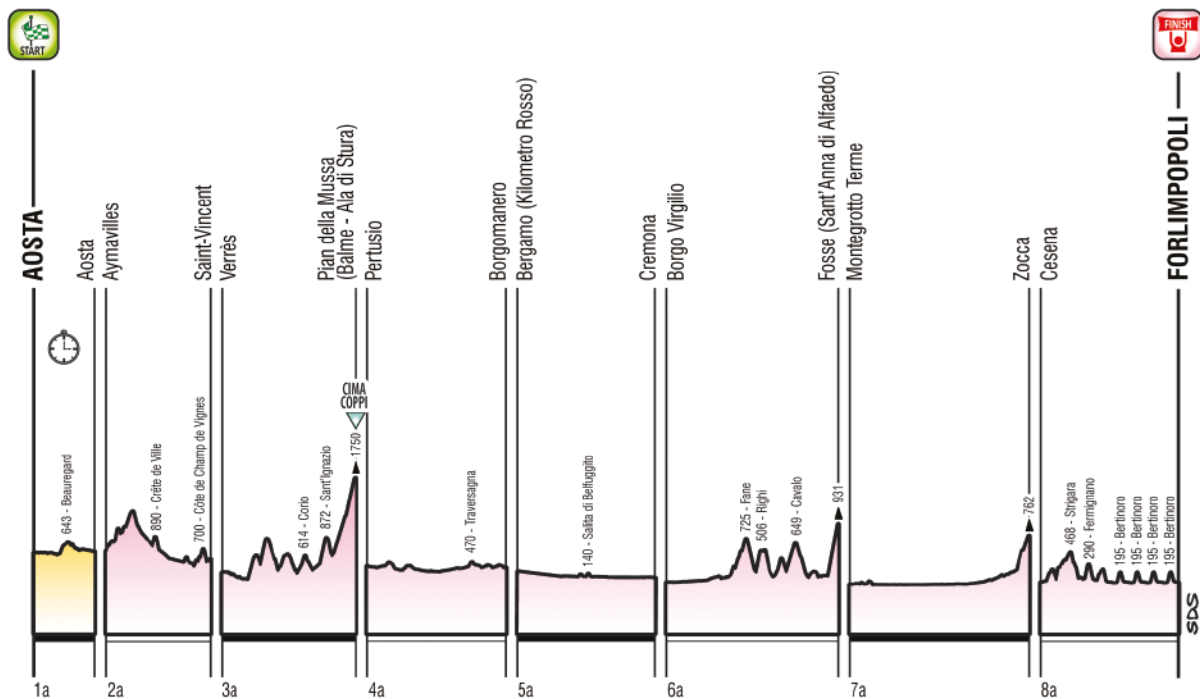 START
FINISH
AOSTA
Aosta
Aymavilles
Saint-Vincent
Verrès
Pian della Mussa
(Balme - Ala di Stura)
Pertusio
Borgomanero
Bergamo (Kilometro Rosso)
Cremona
Borgo Virgilio
Fosse (Sant'Anna di Alfaedo)
Montegrotto Terme
Zocca
Cesena
FORLIMPOPOLI
643 - Beauregard
890 - Crête de Ville
700 - Côte de Champ de Vignes
614 - Corio
872 - Sant'Ignazio
CIMA
COPPI
1750
470 - Traversagna
140 - Salita di Belfuggito
725 - Fane
506 - Righi
649 - Cavalo
931
762
468 - Strigara
290 - Fermignano
195 - Bertinoro
195 - Bertinoro
195 - Bertinoro
195 - Bertinoro
SDS
1a
2a
3a
4a
5a
6a
7a
8a